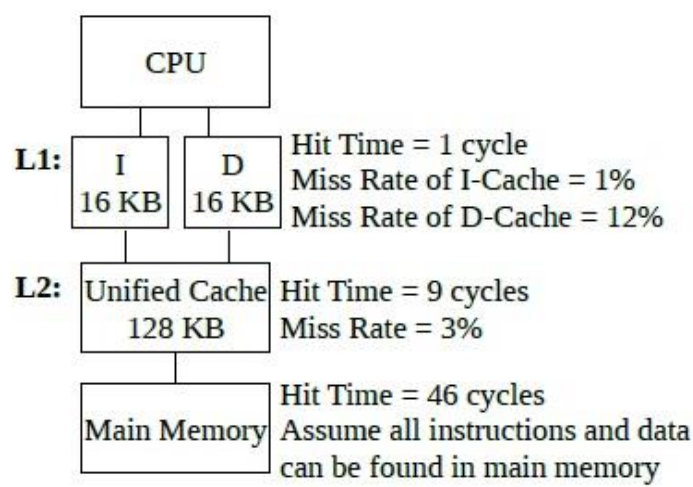 CPU
L1:
I
16 KB
D
16 KB
Hit Time = 1 cycle
Miss Rate of I-Cache = 1%
Miss Rate of D-Cache = 12%
L2:
Unified Cache
128 KB
Hit Time = 9 cycles
Miss Rate = 3%
Main Memory
Hit Time = 46 cycles
Assume all instructions and data
can be found in main memory